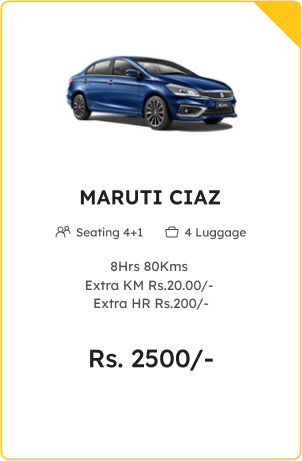 MARUTI CIAZ
Seating 4+1 4 Luggage
8Hrs 80Kms
Extra KM Rs.20.00/-
Extra HR Rs.200/-
Rs. 2500/-